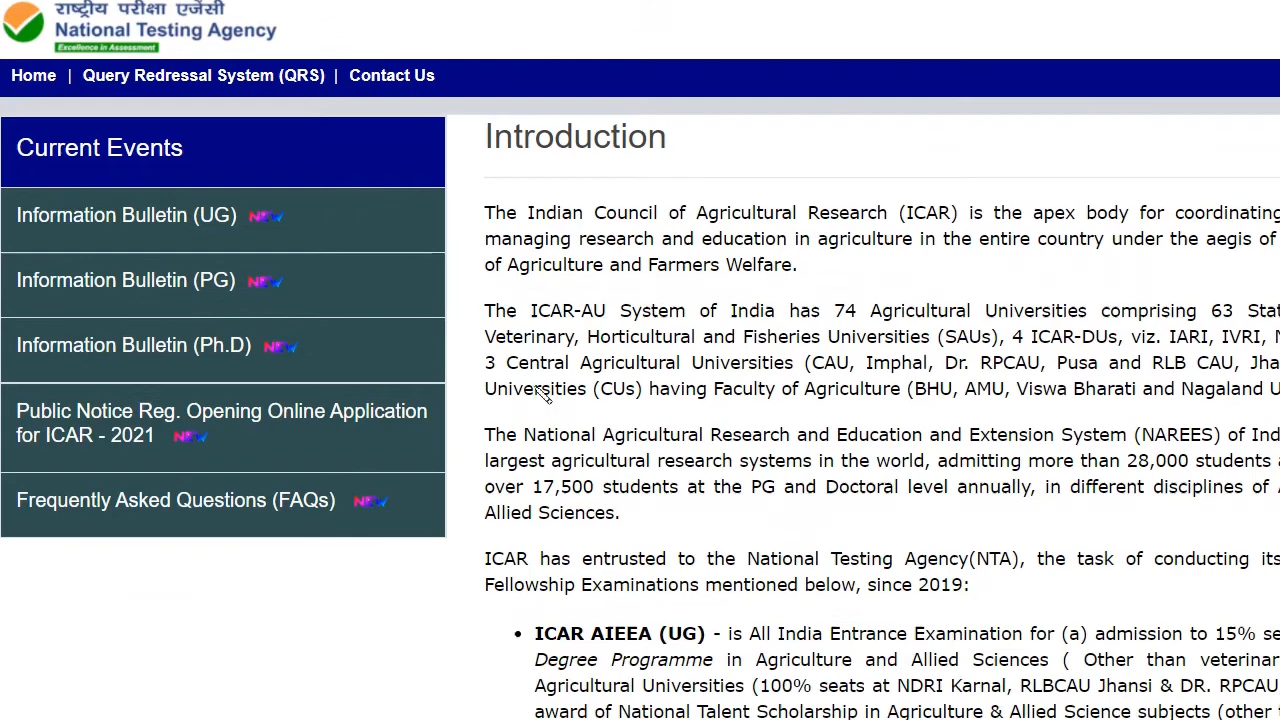 राष्ट्रीय परीक्षा एजेंसी
National Testing Agency
Excellence in Assessment
Home | Query Redressal System (QRS) | Contact Us
Current Events
Information Bulletin (UG) NEW
Information Bulletin (PG) NEW
Information Bulletin (Ph.D) NEW
Public Notice Reg. Opening Online Application
for ICAR - 2021 NEW
Frequently Asked Questions (FAQs) NEW
Introduction
The Indian Council of Agricultural Research (ICAR) is the apex body for coordinating
managing research and education in agriculture in the entire country under the aegis of
of Agriculture and Farmers Welfare.
The ICAR-AU System of India has 74 Agricultural Universities comprising 63
Veterinary, Horticultural and Fisheries Universities (SAUs), 4 ICAR-DUs, viz. IARI, IVRI,
3 Central Agricultural Universities (CAU, Imphal, Dr. RPCAU, Pusa and RLB CAU,
Universities (CUs) having Faculty of Agriculture (BHU, AMU, Viswa Bharati and Nagaland
The National Agricultural Research and Education and Extension System (NAREES) of
largest agricultural research systems in the world, admitting more than 28,000 students
over 17,500 students at the PG and Doctoral level annually, in different disciplines of
Allied Sciences.
ICAR has entrusted to the National Testing Agency(NTA), the task of conducting its
Fellowship Examinations mentioned below, since 2019:
• ICAR AIEEA (UG) - is All India Entrance Examination for (a) admission to 15%
Degree Programme in Agriculture and Allied Sciences ( Other than
Agricultural Universities (100% seats at NDRI Karnal, RLBCAU Jhansi & DR. RPCAU
award of National Talent Scholarship in Agriculture & Allied Science subjects (other